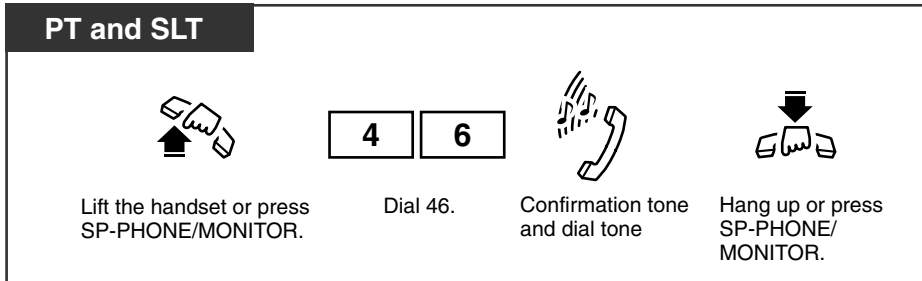 PT and SLT
4 6
Lift the handset or press
SP-PHONE/MONITOR.
Dial 46.
Confirmation tone
and dial tone
Hang up or press
SP-PHONE/
MONITOR.